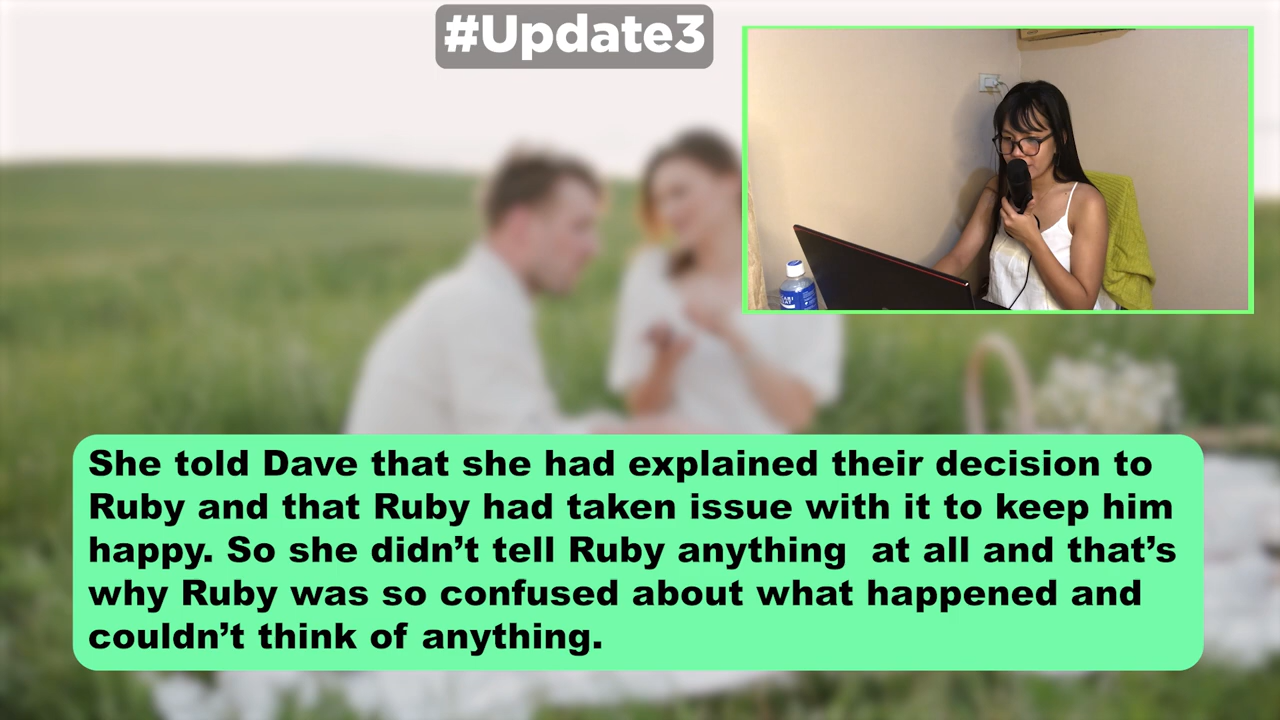 #Update3
She told Dave that she had explained their decision to
Ruby and that Ruby had taken issue with it to keep him
happy. So she didn’t tell Ruby anything  at all and that’s
why Ruby was so confused about what happened and
couldn’t think of anything.